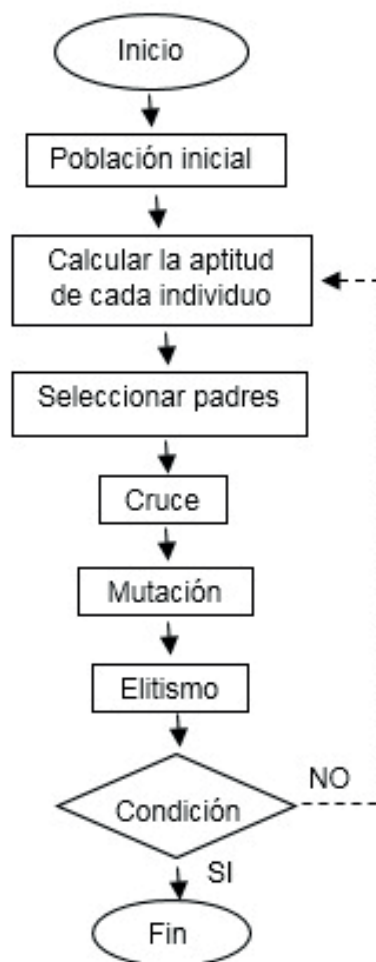 Inicio
Población inicial
Calcular la aptitud
de cada individuo
Seleccionar padres
Cruce
Mutación
Elitismo
Condición
NO
SI
Fin